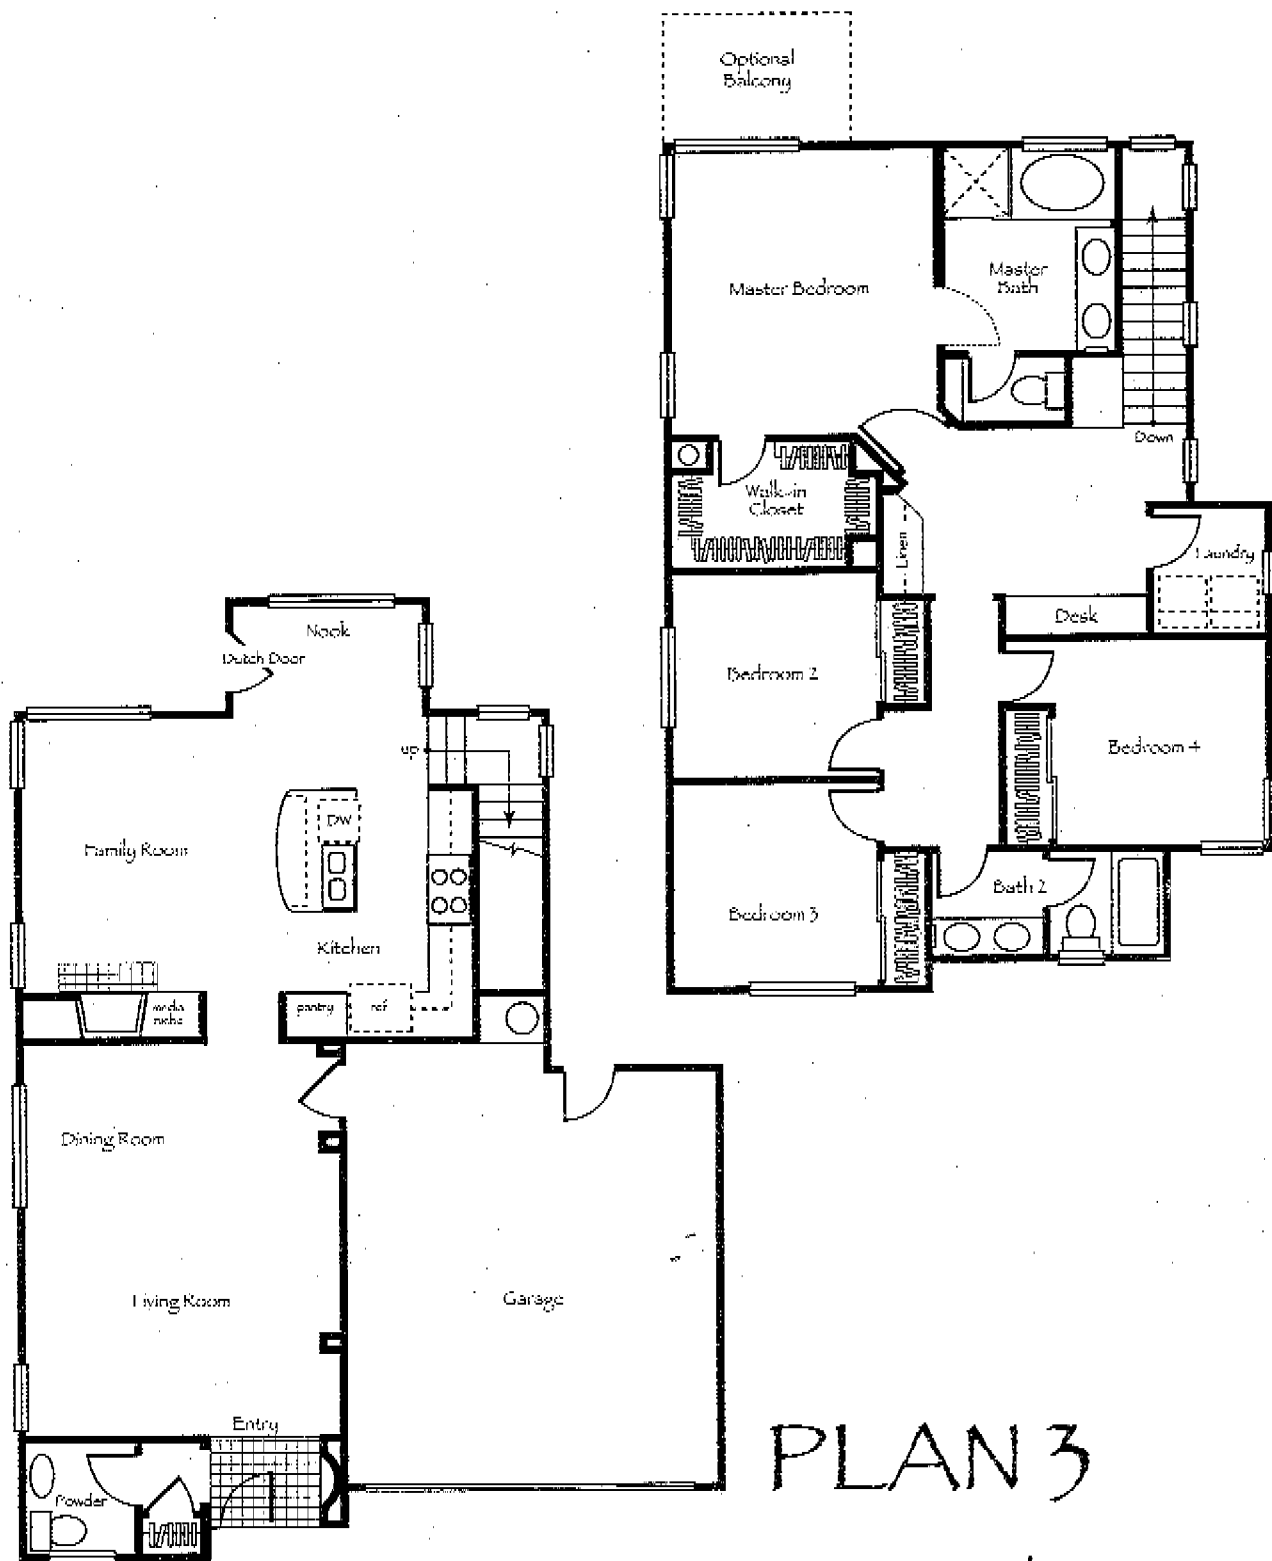 Optional
Balcony
Master Bedroom
Master
Bath
Down
Walk-in
Closet
Linen
Laundry
Desk
Bedroom 2
Bedroom 4
Bedroom 3
Bath 2
Nook
Dutch Door
up
DW
Family Room
Kitchen
media
niche
pantry
ref
Dining Room
Living Room
Garage
Entry
Powder
PLAN 3